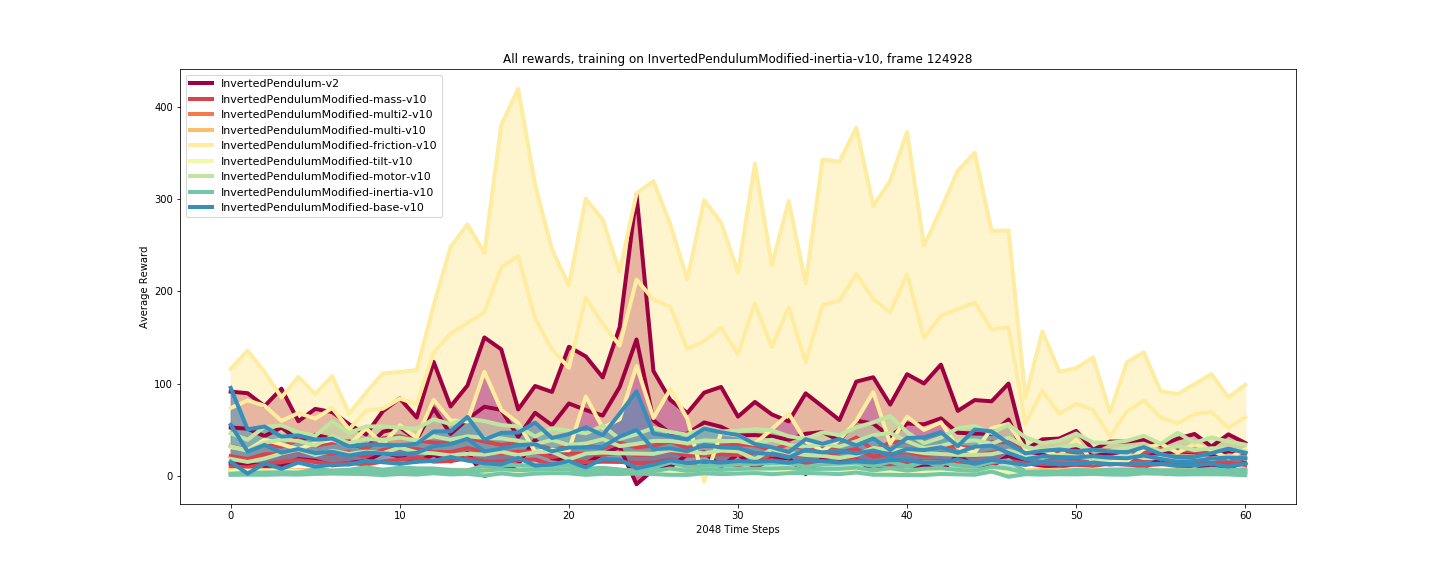 All rewards, training on InvertedPendulumModified-inertia-v10, frame 124928
InvertedPendulum-v2
InvertedPendulumModified-mass-v10
InvertedPendulumModified-multi2-v10
InvertedPendulumModified-multi-v10
InvertedPendulumModified-friction-v10
InvertedPendulumModified-tilt-v10
InvertedPendulumModified-motor-v10
InvertedPendulumModified-inertia-v10
InvertedPendulumModified-base-v10
Average Reward
400
300
200
100
0
0 10 20 30 40 50 60
2048 Time Steps